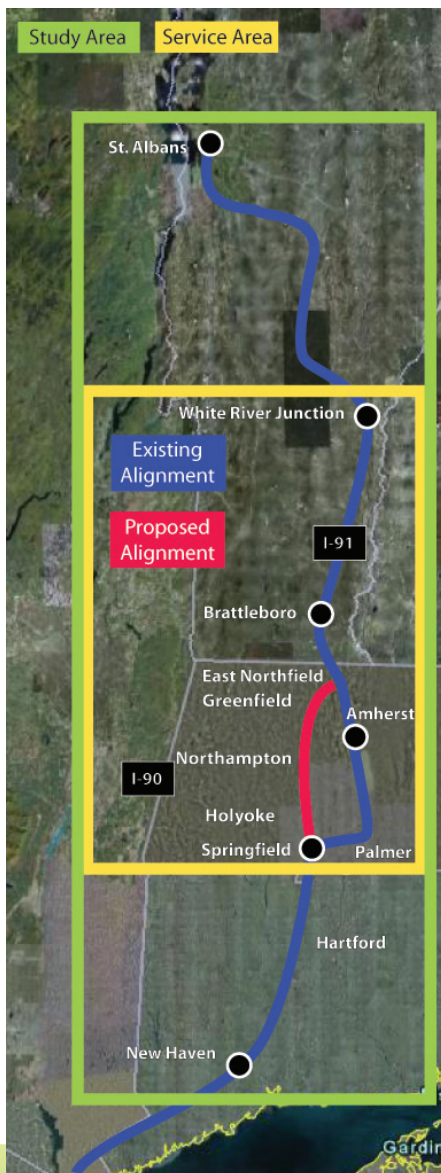 Study Area
Service Area
St. Albans
White River Junction
Existing
Alignment
Proposed
Alignment
I-91
Brattleboro
East Northfield
Greenfield
Amherst
Northampton
I-90
Holyoke
Springfield
Palmer
Hartford
New Haven
Gardin